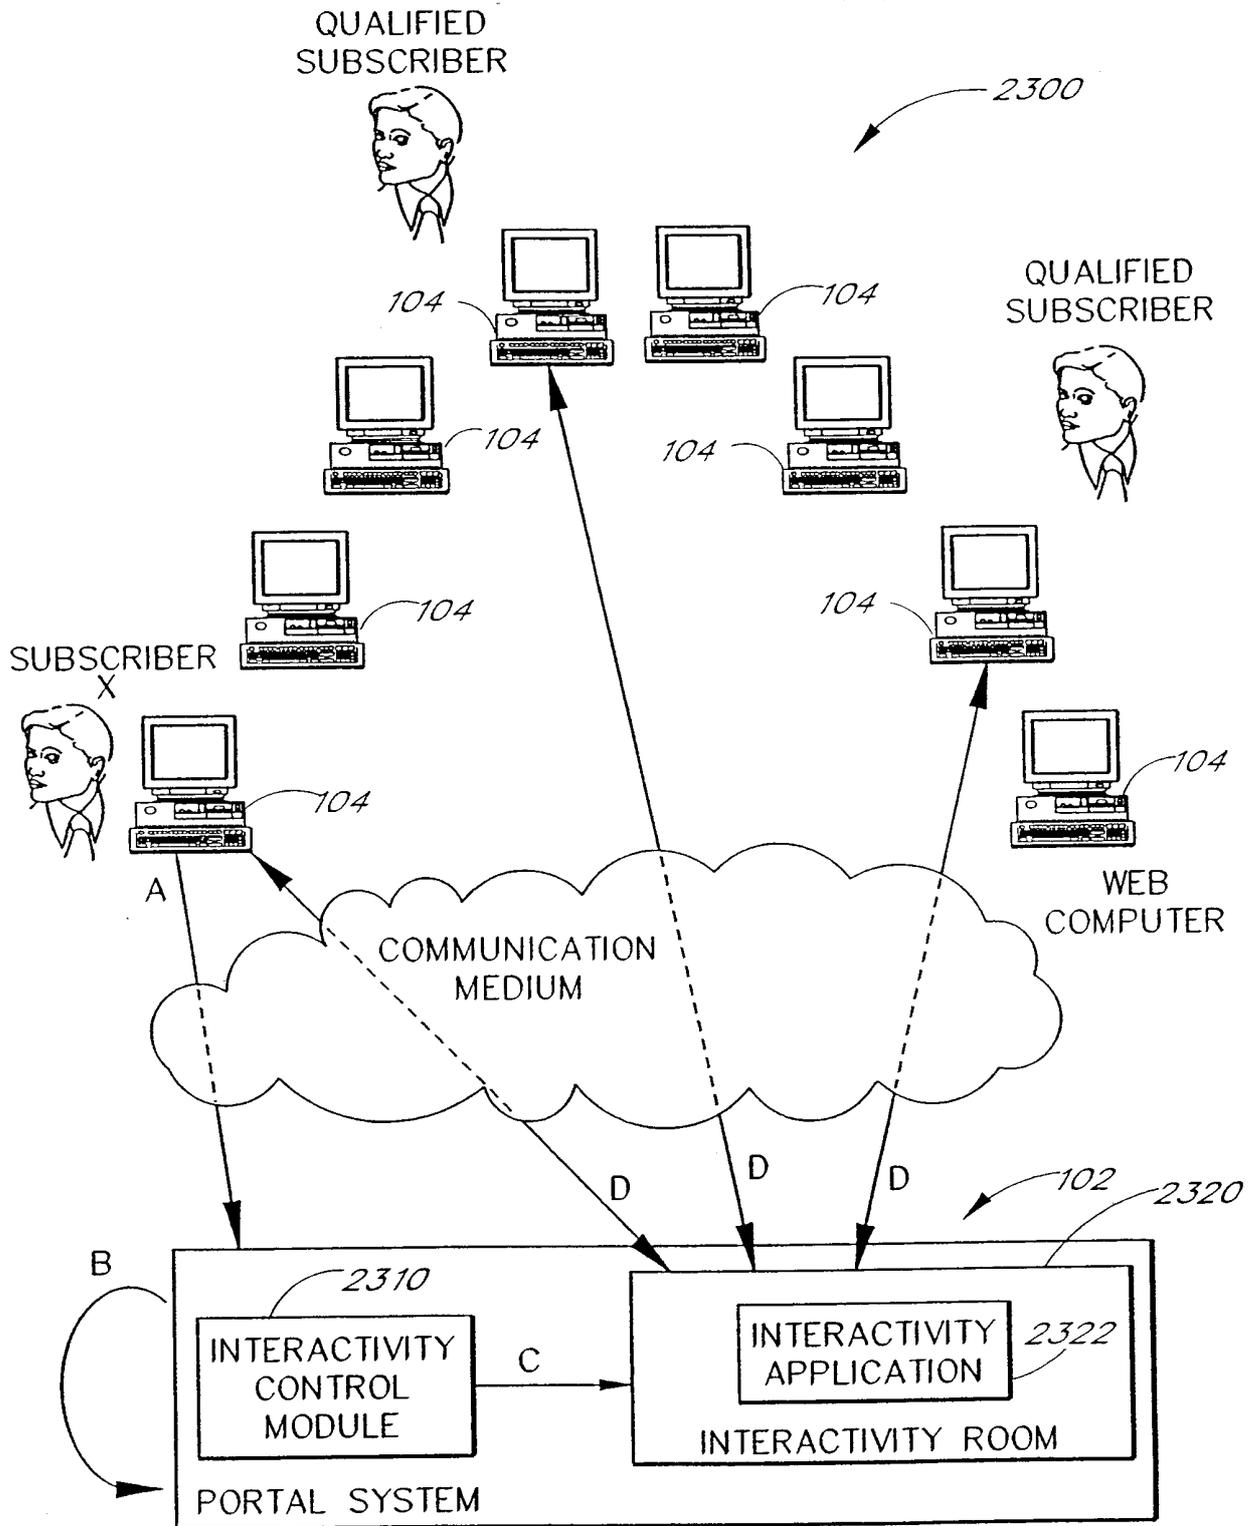 QUALIFIED
SUBSCRIBER
2300
QUALIFIED
SUBSCRIBER
104
104
104
104
104
104
SUBSCRIBER
X
104
104
A
WEB
COMPUTER
COMMUNICATION
MEDIUM
D
D
D
102
2320
B
2310
INTERACTIVITY
CONTROL
MODULE
C
INTERACTIVITY
APPLICATION
2322
INTERACTIVITY ROOM
PORTAL SYSTEM